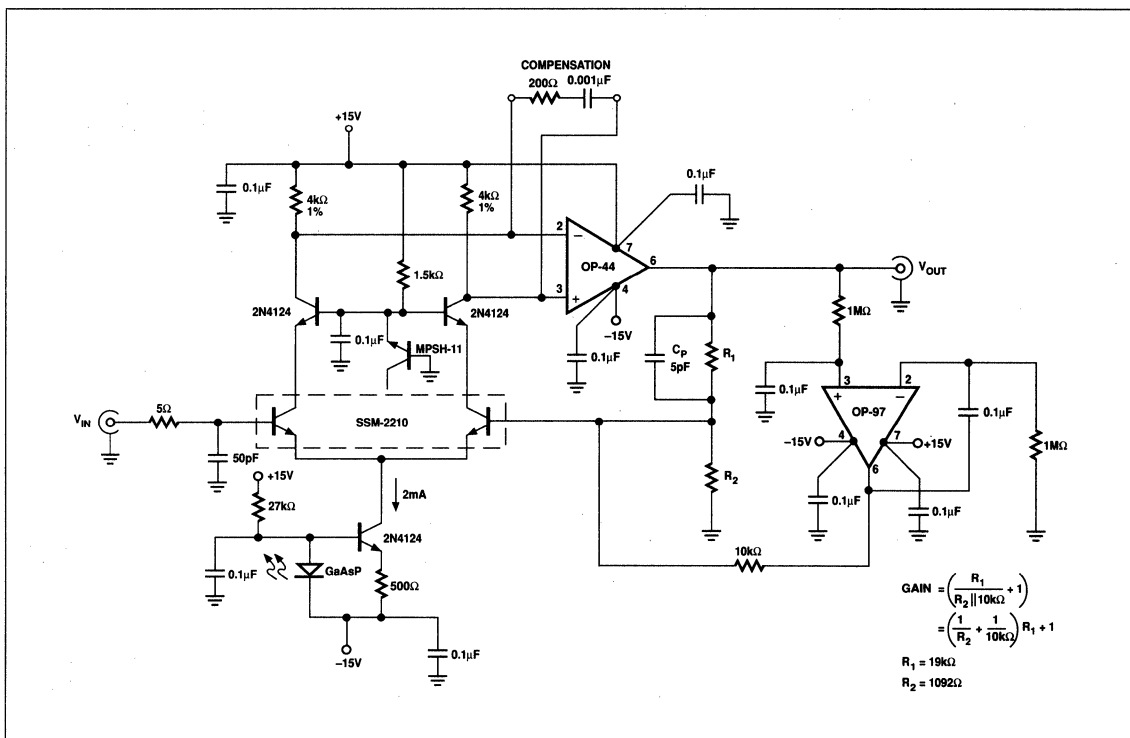 COMPENSATION
200Ω
0.001μF
+15V
0.1μF
4kΩ
1%
4kΩ
1%
0.1μF
2
−
7
OP-44
6
3
+
4
−15V
VOUT
1.5kΩ
2N4124
2N4124
0.1μF
MPSH-11
0.1μF
CP
5pF
R1
1MΩ
0.1μF
3
2
+
−
OP-97
0.1μF
−15V
4
7
+15V
6
1MΩ
0.1μF
0.1μF
VIN
5Ω
SSM-2210
50pF
R2
+15V
27kΩ
2mA
2N4124
0.1μF
GaAsP
500Ω
−15V
0.1μF
10kΩ
GAIN = (R1 / R2||10kΩ + 1)
= (1/R2 + 1/10kΩ) R1 + 1
R1 = 19kΩ
R2 = 1092Ω